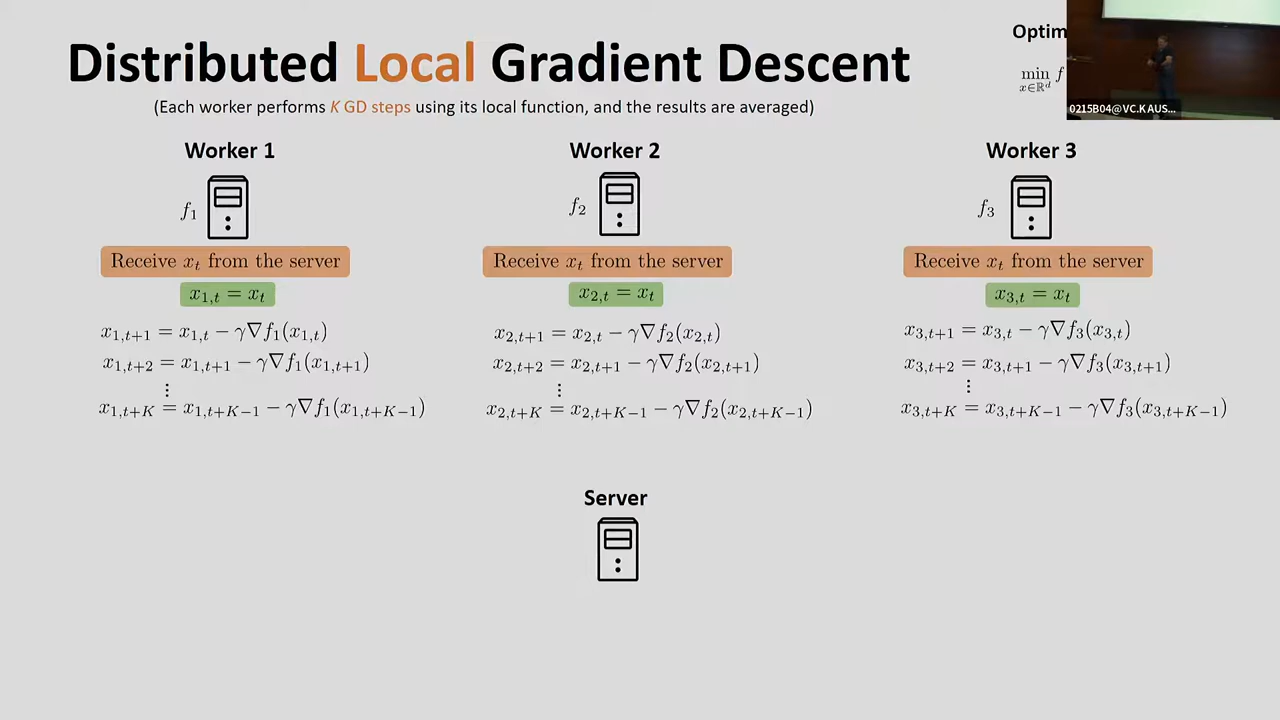 Distributed Local Gradient Descent
(Each worker performs K GD steps using its local function, and the results are averaged)
min f
x∈ℝᵈ
0215B04@VC.KAUS...
Worker 1
Worker 2
Worker 3
f₁
f₂
f₃
Receive xₜ from the server
Receive xₜ from the server
Receive xₜ from the server
x_{1,t} = x_t
x_{2,t} = x_t
x_{3,t} = x_t
x_{1,t+1} = x_{1,t} − γ∇f₁(x_{1,t})
x_{2,t+1} = x_{2,t} − γ∇f₂(x_{2,t})
x_{3,t+1} = x_{3,t} − γ∇f₃(x_{3,t})
x_{1,t+2} = x_{1,t+1} − γ∇f₁(x_{1,t+1})
x_{2,t+2} = x_{2,t+1} − γ∇f₂(x_{2,t+1})
x_{3,t+2} = x_{3,t+1} − γ∇f₃(x_{3,t+1})
⋮
⋮
⋮
x_{1,t+K} = x_{1,t+K−1} − γ∇f₁(x_{1,t+K−1})
x_{2,t+K} = x_{2,t+K−1} − γ∇f₂(x_{2,t+K−1})
x_{3,t+K} = x_{3,t+K−1} − γ∇f₃(x_{3,t+K−1})
Server